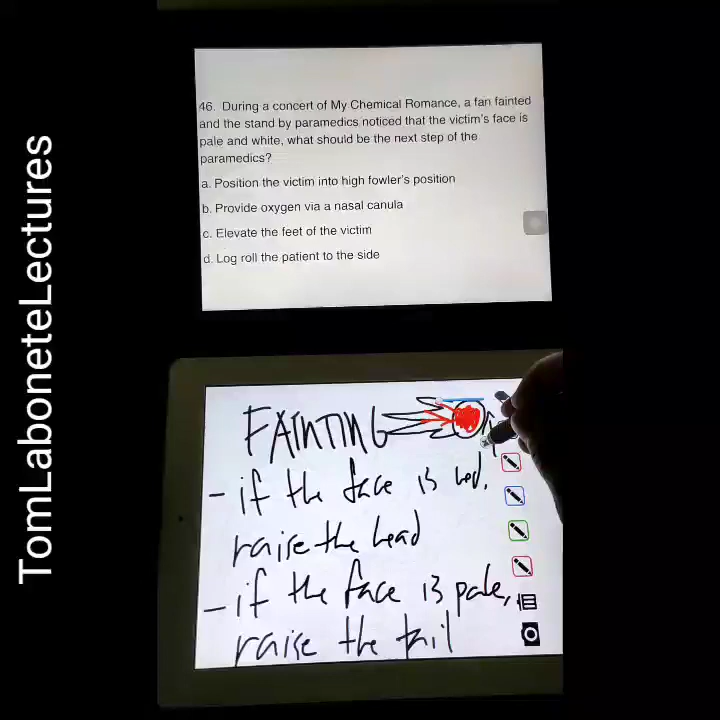 TomLaboneteLectures
46. During a concert of My Chemical Romance, a fan fainted
and the stand by paramedics noticed that the victim's face is
pale and white, what should be the next step of the
paramedics?
a. Position the victim into high fowler's position
b. Provide oxygen via a nasal canula
c. Elevate the feet of the victim
d. Log roll the patient to the side
FAINTING
- if the face is red,
raise the head
- if the face is pale,
raise the tail